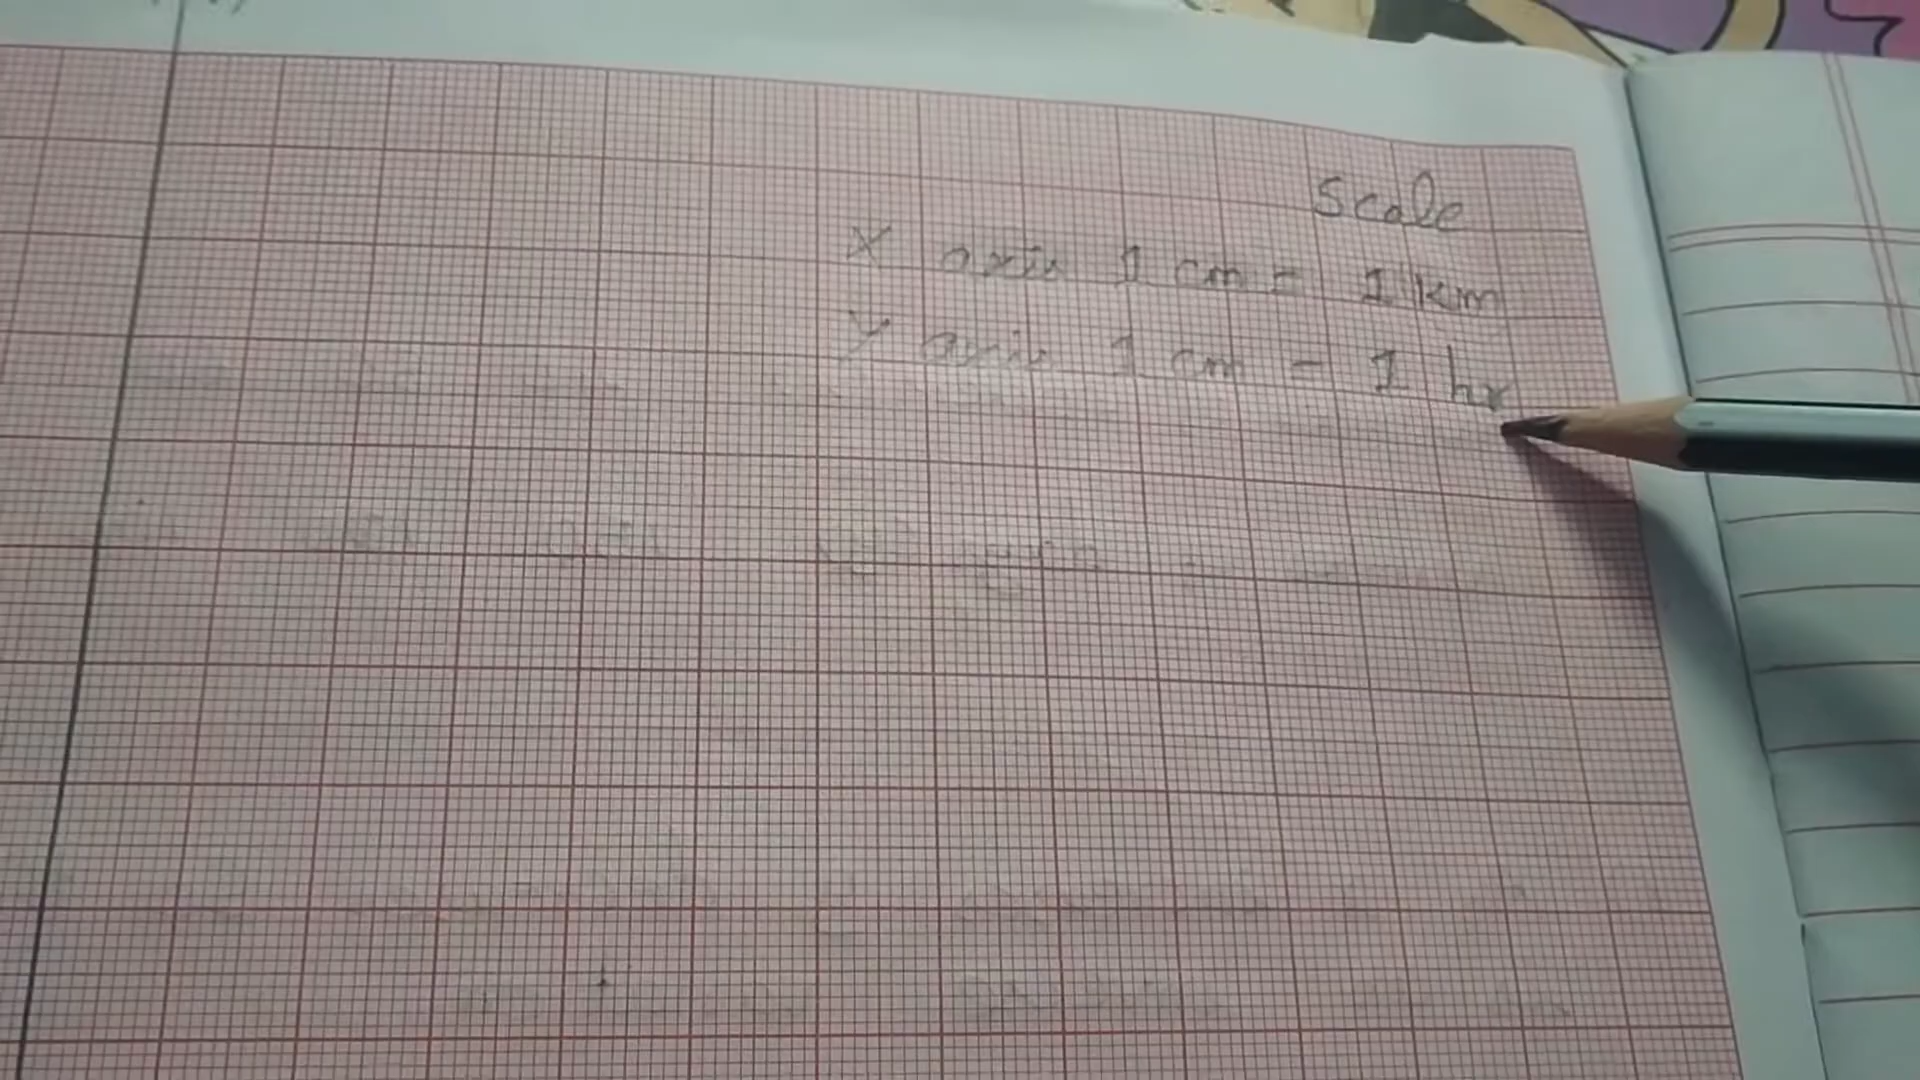 Scale
X axis 1 cm = 1 km
Y axis 1 cm = 1 hr